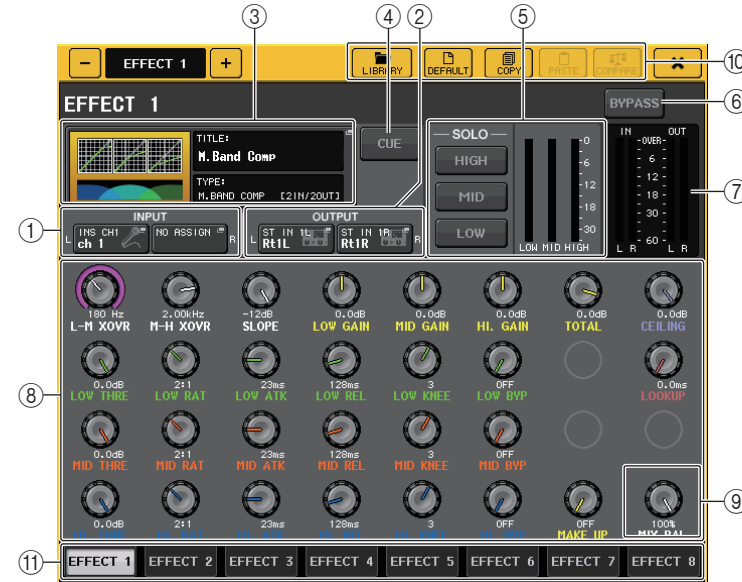 ③ ④ ② ⑤
− EFFECT 1 + LIBRARY DEFAULT COPY PASTE COMPARE ⑩
EFFECT 1 BYPASS ⑥
TITLE:
M.Band Comp
TYPE:
M.BAND COMP [2IN/2OUT]
CUE
SOLO
HIGH
MID
LOW
0
6
12
18
30
LOW MID HIGH
IN OUT
-OVER-
6
12
18
30
60
L R L R
⑦
① INPUT
L INS CH1 NO ASSIGN R
ch 1
OUTPUT
L ST IN 1L ST IN 1R R
Rt1L Rt1R
180 Hz 2.00kHz -12dB 0.0dB 0.0dB 0.0dB 0.0dB 0.0dB
L-M XOVR M-H XOVR SLOPE LOW GAIN MID GAIN HI. GAIN TOTAL CEILING
⑧
0.0dB 2:1 23ms 128ms 3 OFF 0.0ms
LOW THRE LOW RAT LOW ATK LOW REL LOW KNEE LOW BYP LOOKUP
0.0dB 2:1 23ms 128ms 3 OFF
MID THRE MID RAT MID ATK MID REL MID KNEE MID BYP
⑨
0.0dB 2:1 23ms 128ms 3 OFF OFF 100%
MAKE UP MIX BAL
⑪ EFFECT 1 EFFECT 2 EFFECT 3 EFFECT 4 EFFECT 5 EFFECT 6 EFFECT 7 EFFECT 8